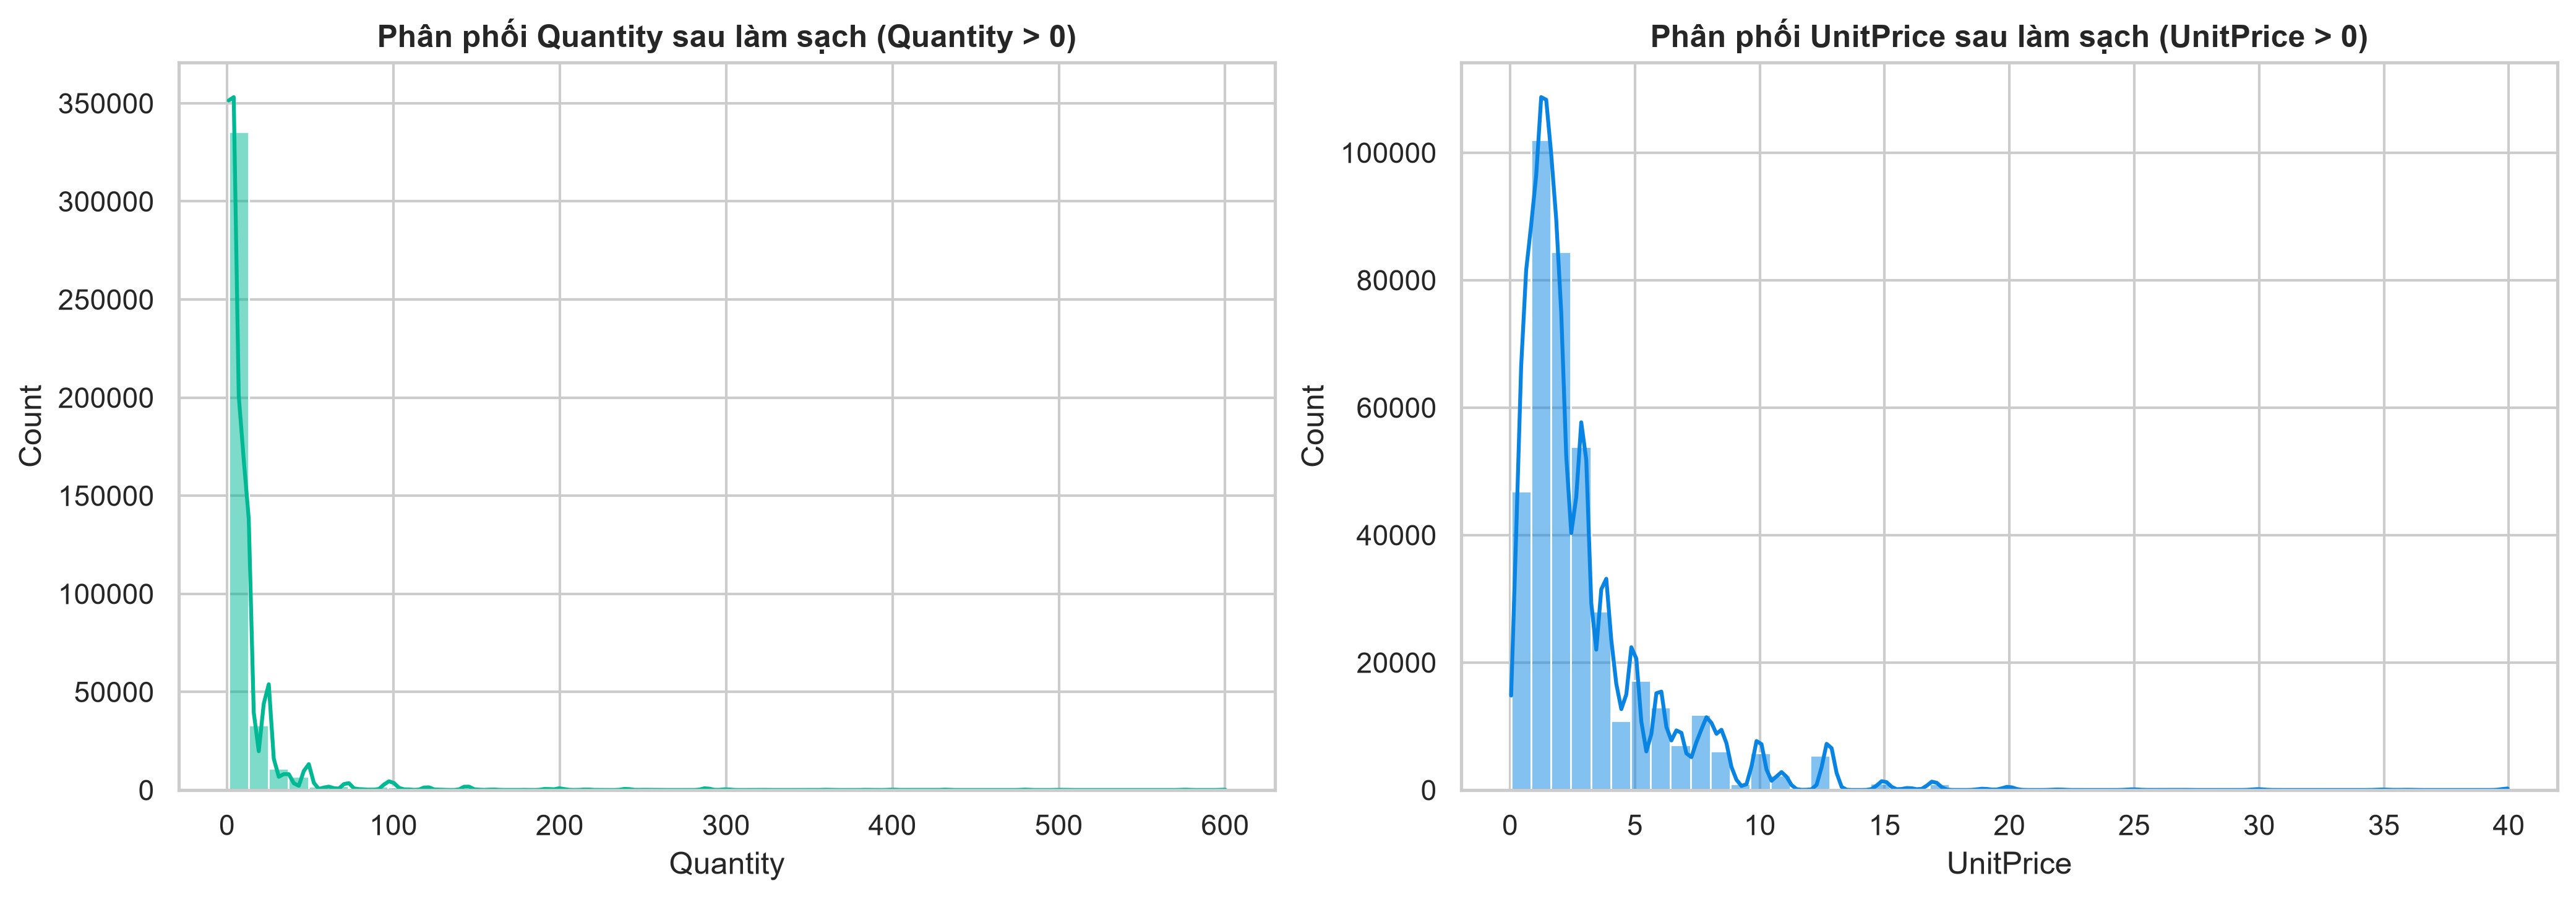 Phân phối Quantity sau làm sạch (Quantity > 0)
350000
300000
250000
200000
150000
100000
50000
0
Count
0 100 200 300 400 500 600
Quantity
Phân phối UnitPrice sau làm sạch (UnitPrice > 0)
100000
80000
60000
40000
20000
0
Count
0 5 10 15 20 25 30 35 40
UnitPrice